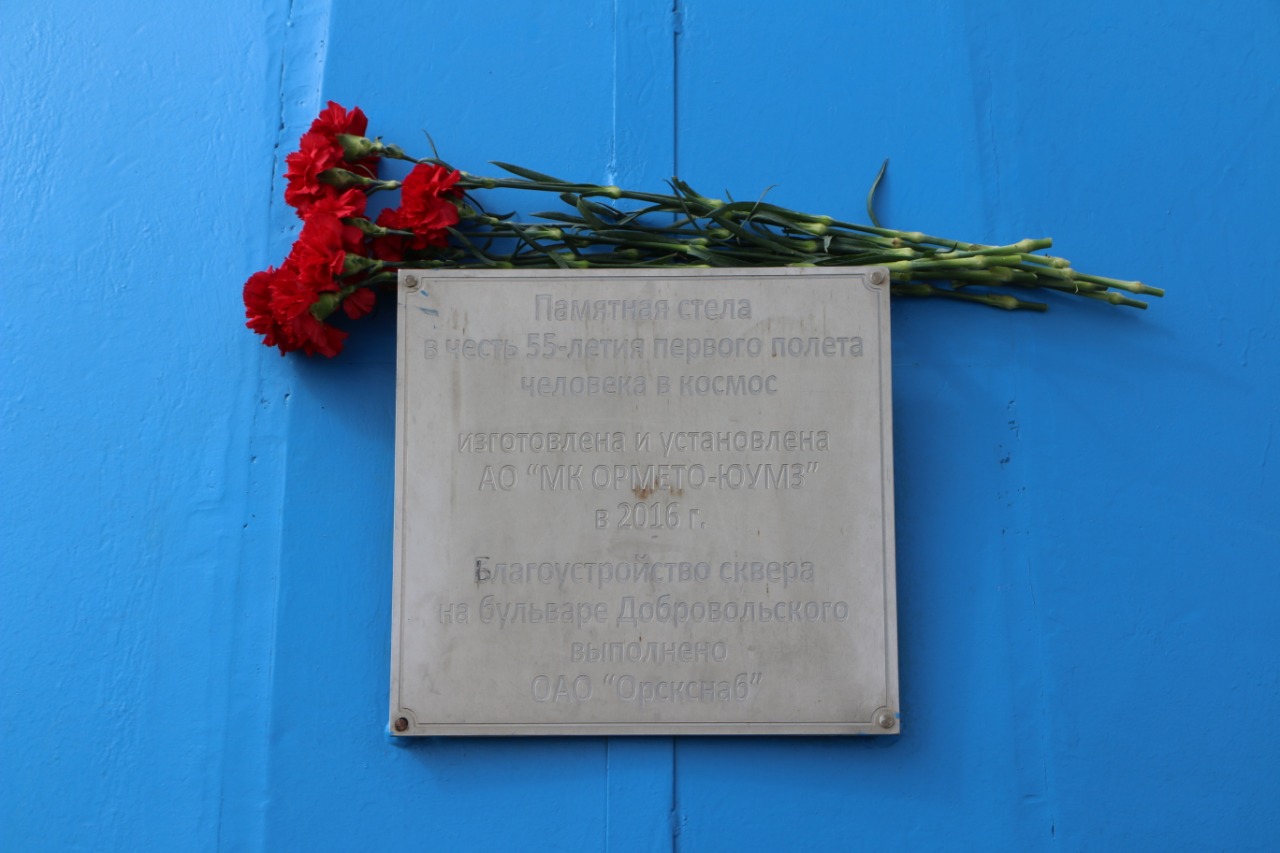 Памятная стела
в честь 55-летия первого полета
человека в космос
изготовлена и установлена
АО “МК ОРМЕТО-ЮУМЗ”
в 2016 г.
Благоустройство сквера
на бульваре Добровольского
выполнено
ОАО “Орскснаб”